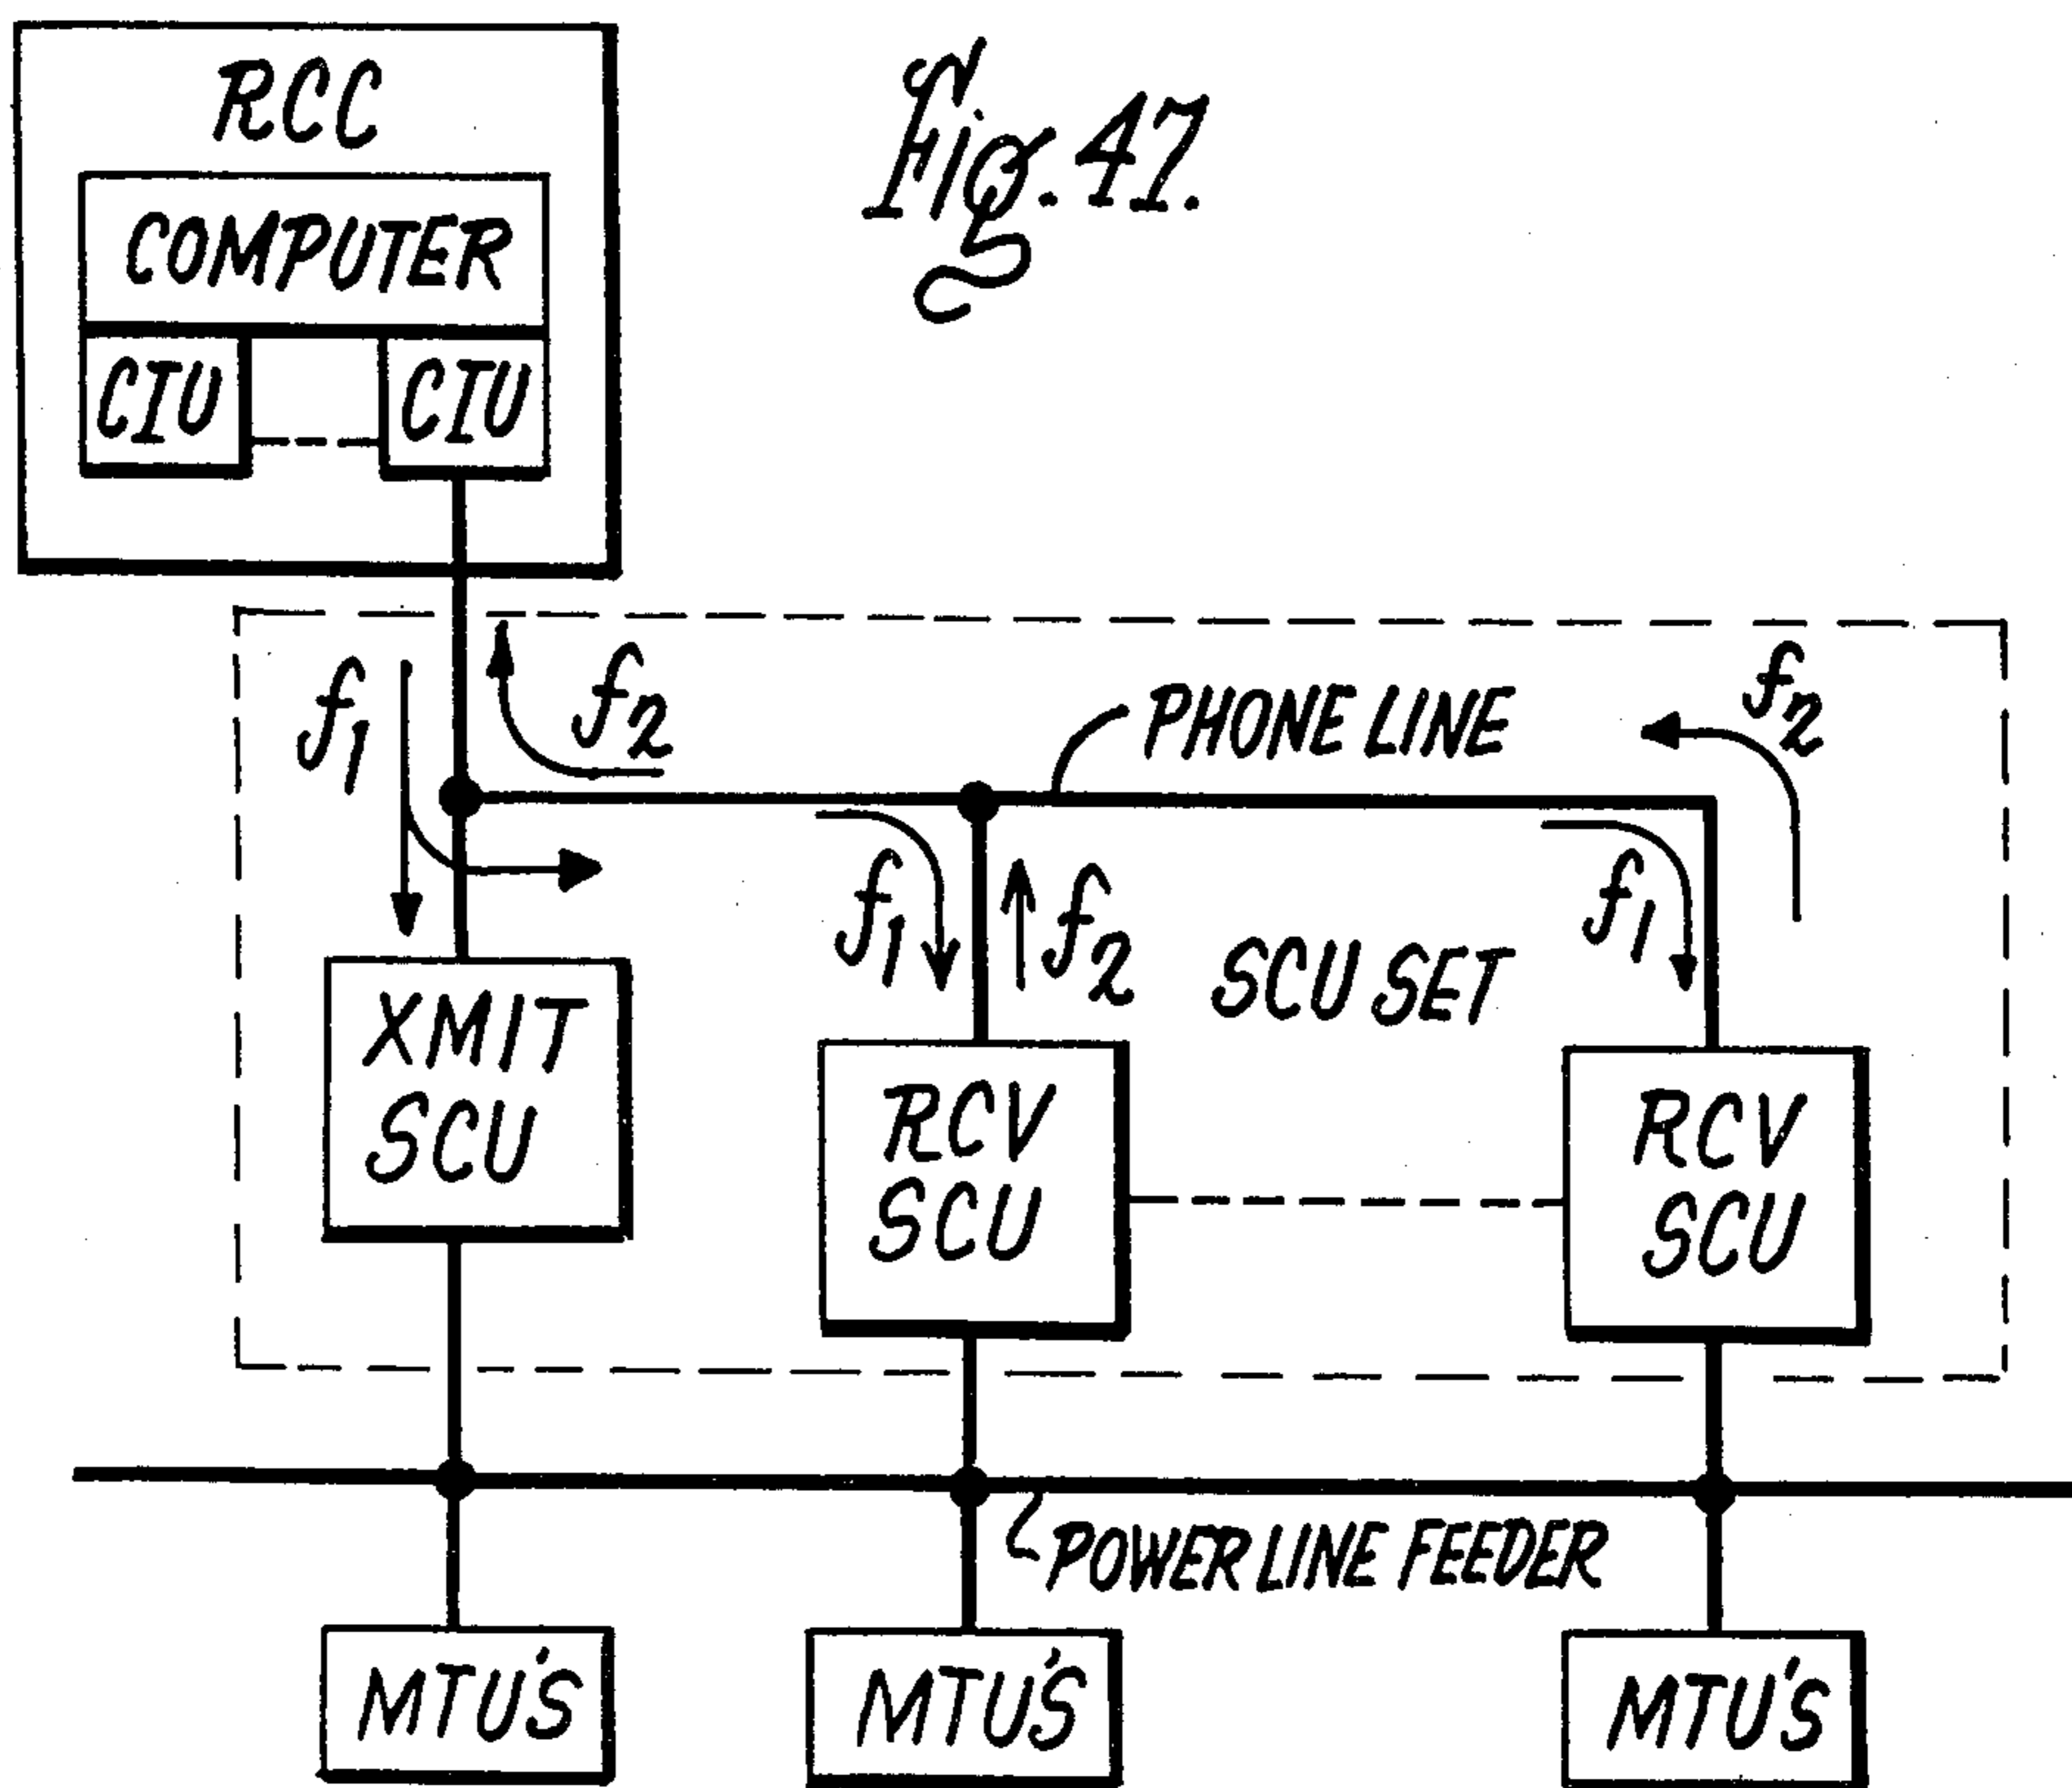 RCC
Fig. 47.
COMPUTER
CIU
CIU
f1
f2
PHONE LINE
f2
f1
f2
f1
SCU SET
XMIT
SCU
RCV
SCU
RCV
SCU
POWER LINE FEEDER
MTU'S
MTU'S
MTU'S